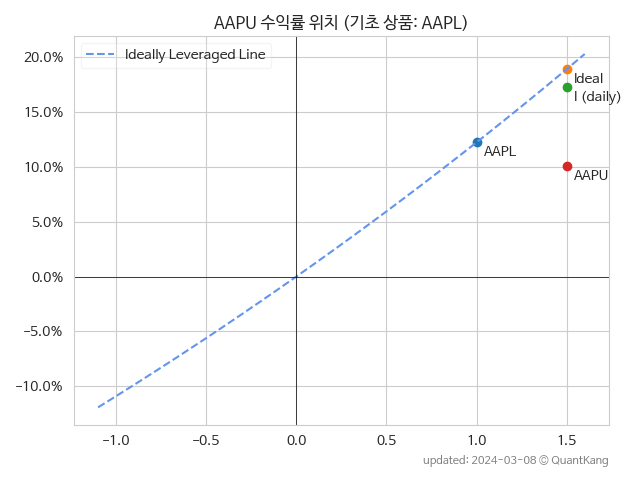 AAPU 수익률 위치 (기초 상품: AAPL)
Ideally Leveraged Line
20.0%
15.0%
10.0%
5.0%
0.0%
−5.0%
−10.0%
Ideal
I (daily)
AAPL
AAPU
−1.0 −0.5 0.0 0.5 1.0 1.5
updated: 2024-03-08 © QuantKang